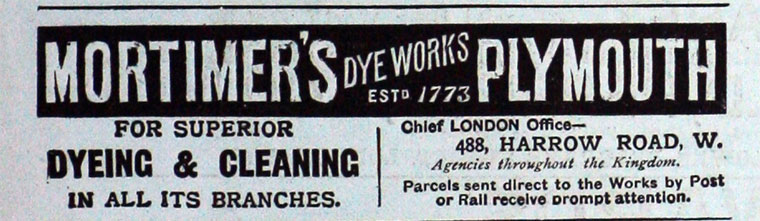 MORTIMER'S DYE WORKS PLYMOUTH
ESTD 1773
FOR SUPERIOR
DYEING & CLEANING
IN ALL ITS BRANCHES.
Chief LONDON Office—
488, HARROW ROAD, W.
Agencies throughout the Kingdom.
Parcels sent direct to the Works by Post
or Rail receive prompt attention.